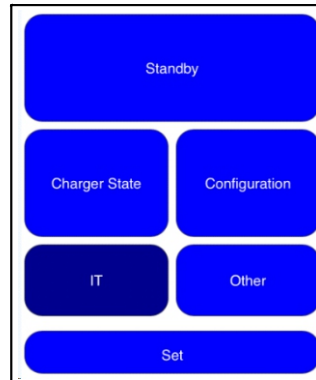 Standby
Charger State
Configuration
IT
Other
Set